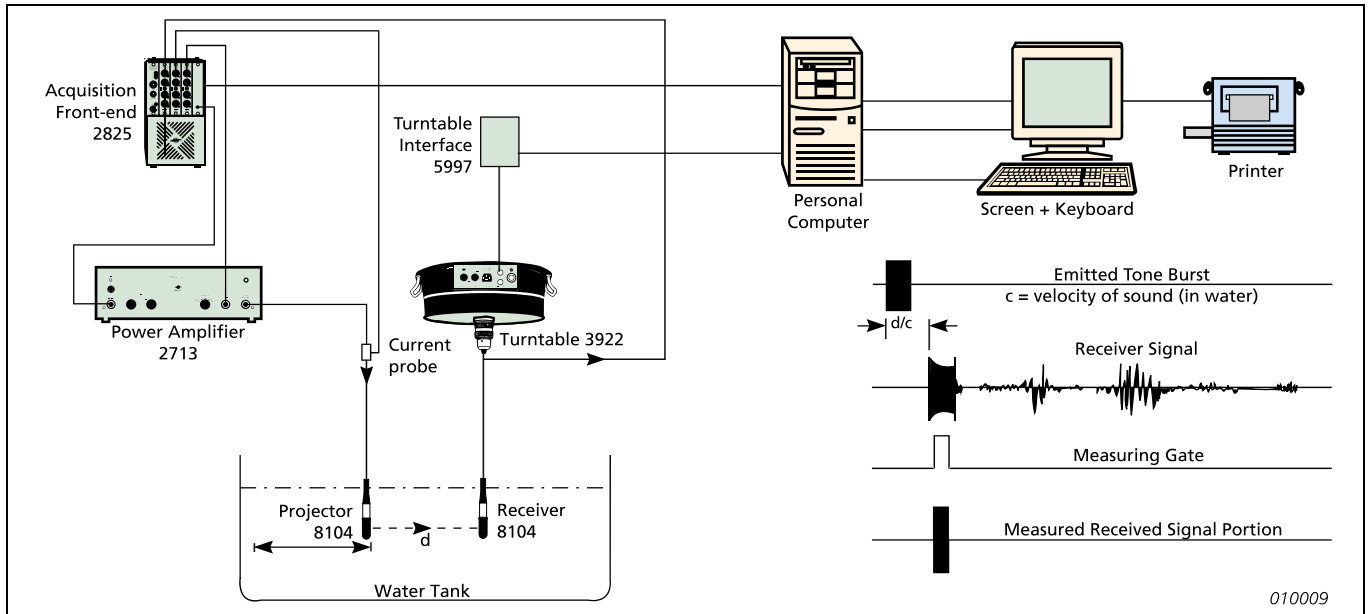 Acquisition
Front-end
2825
Turntable
Interface
5997
Personal
Computer
Screen + Keyboard
Printer
Power Amplifier
2713
Current
probe
Turntable 3922
Emitted Tone Burst
c = velocity of sound (in water)
d/c
Receiver Signal
Measuring Gate
Measured Received Signal Portion
Projector
8104
d
Receiver
8104
Water Tank
010009